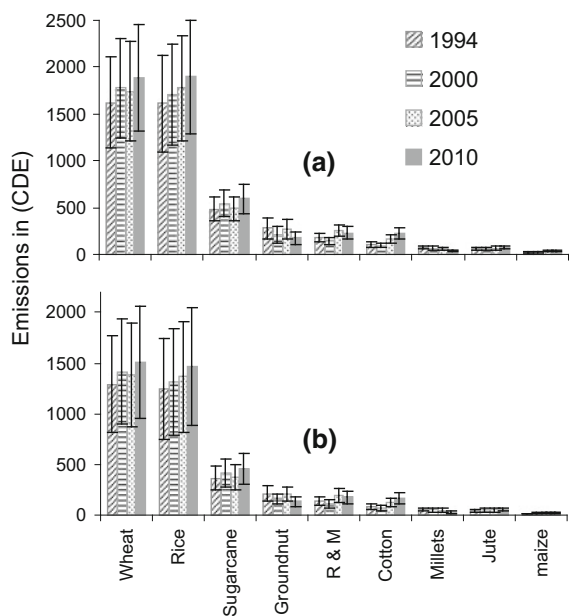 2500
2000
1500
1000
500
0
1994
2000
2005
2010
(a)
Emissions in (CDE)
2000
1500
1000
500
0
(b)
Wheat
Rice
Sugarcane
Groundnut
R & M
Cotton
Millets
Jute
maize